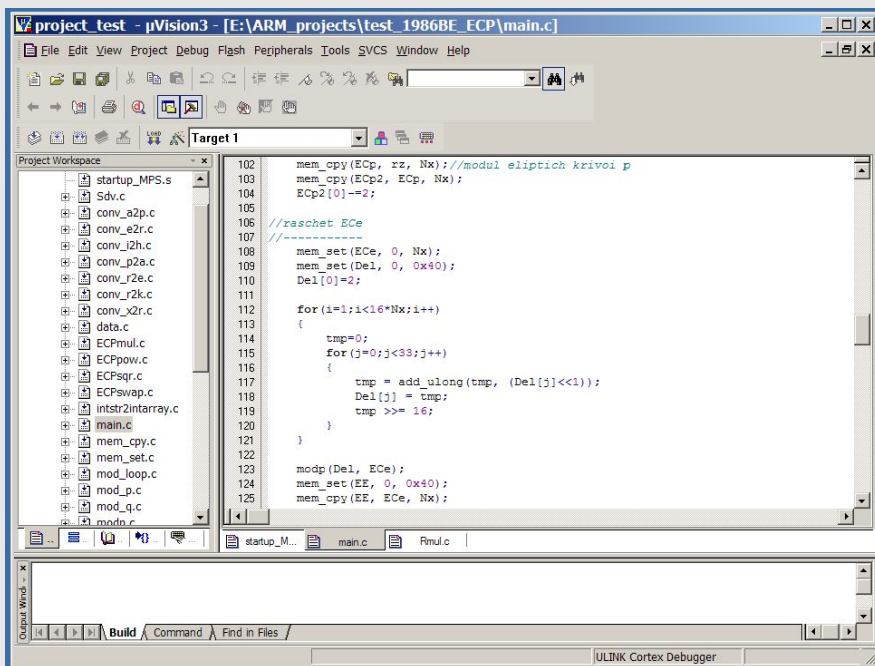 project_test - µVision3 - [E:\ARM_projects\test_1986BE_ECP\main.c]
File Edit View Project Debug Flash Peripherals Tools SVCS Window Help
LOAD
Target 1
Project Workspace
startup_MPS.s
Sdv.c
conv_a2p.c
conv_e2r.c
conv_i2h.c
conv_p2a.c
conv_r2e.c
conv_r2k.c
conv_x2r.c
data.c
ECPmul.c
ECPpow.c
ECPsqr.c
ECPswap.c
intstr2intarray.c
main.c
mem_cpy.c
mem_set.c
mod_loop.c
mod_p.c
mod_q.c
modp.c
102 mem_cpy(ECp, rz, Nx);//modul eliptich krivoi p
103 mem_cpy(ECp2, ECp, Nx);
104 ECp2[0]-=2;
105
106 //raschet ECe
107 //-----------
108 mem_set(ECe, 0, Nx);
109 mem_set(Del, 0, 0x40);
110 Del[0]=2;
111
112 for(i=1;i<16*Nx;i++)
113 {
114 tmp=0;
115 for(j=0;j<33;j++)
116 {
117 tmp = add_ulong(tmp, (Del[j]<<1));
118 Del[j] = tmp;
119 tmp >>= 16;
120 }
121 }
122
123 modp(Del, ECe);
124 mem_set(EE, 0, 0x40);
125 mem_cpy(EE, ECe, Nx);
startup_M... main.c Rmul.c
Output Wind
Build Command Find in Files
ULINK Cortex Debugger